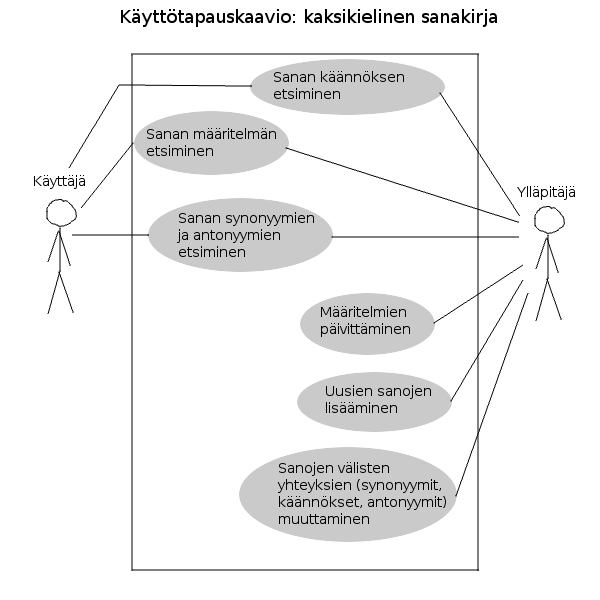 Käyttötapauskaavio: kaksikielinen sanakirja
Sanan käännöksen
etsiminen
Sanan määritelmän
etsiminen
Käyttäjä
Ylläpitäjä
Sanan synonyymien
ja antonyymien
etsiminen
Määritelmien
päivittäminen
Uusien sanojen
lisääminen
Sanojen välisten
yhteyksien (synonyymit,
käännökset, antonyymit)
muuttaminen